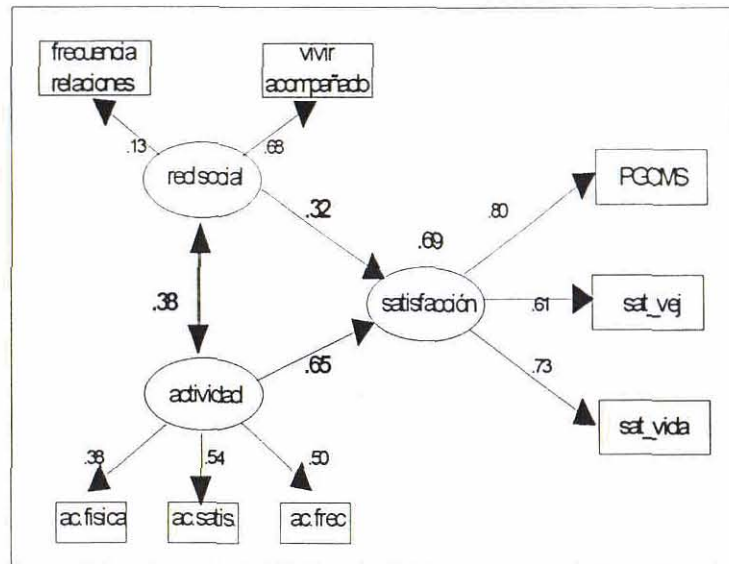 frecuencia
relaciones
vivir
acompañado
.13
.68
red social
.32
.80
PGCMS
.69
.38
satisfacción
.61
sat_vej
.65
.73
actividad
sat_vida
.38
.54
.50
ac.fisica
ac.satis.
ac.frec